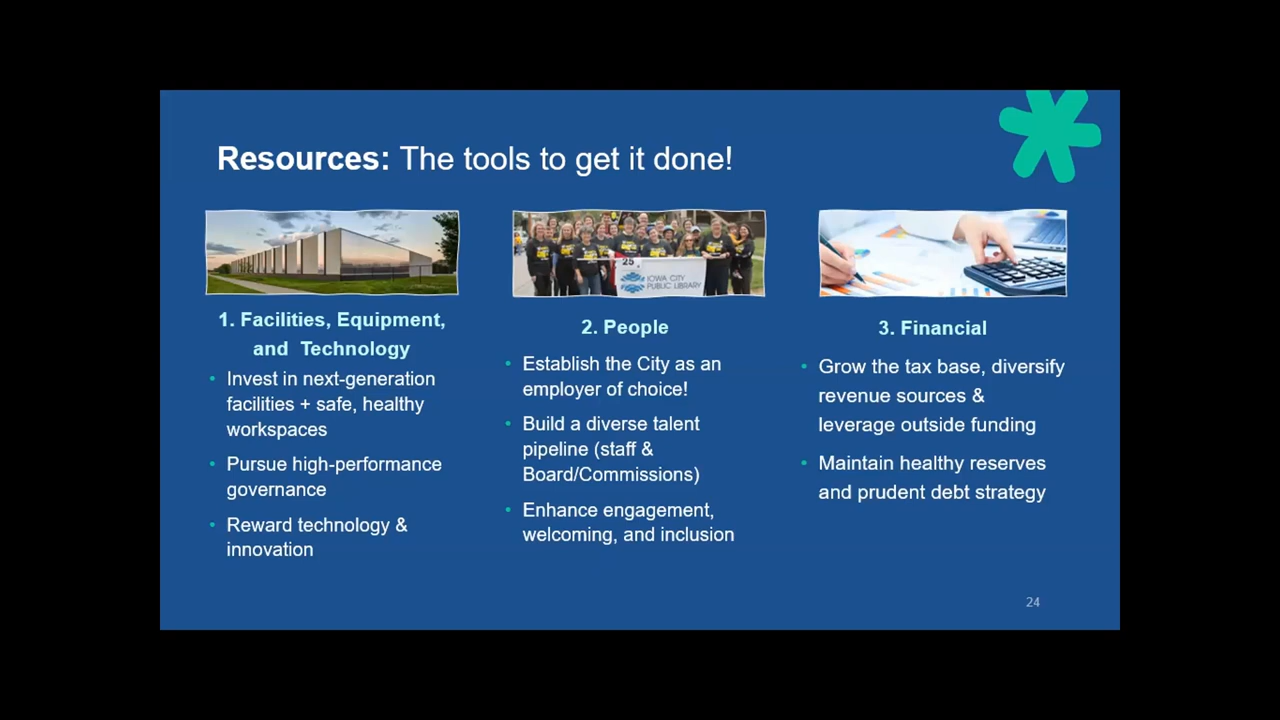 Resources: The tools to get it done!
25
IOWA CITY
PUBLIC LIBRARY
1. Facilities, Equipment,
and Technology
• Invest in next-generation
facilities + safe, healthy
workspaces
• Pursue high-performance
governance
• Reward technology &
innovation
2. People
• Establish the City as an
employer of choice!
• Build a diverse talent
pipeline (staff &
Board/Commissions)
• Enhance engagement,
welcoming, and inclusion
3. Financial
• Grow the tax base, diversify
revenue sources &
leverage outside funding
• Maintain healthy reserves
and prudent debt strategy
24